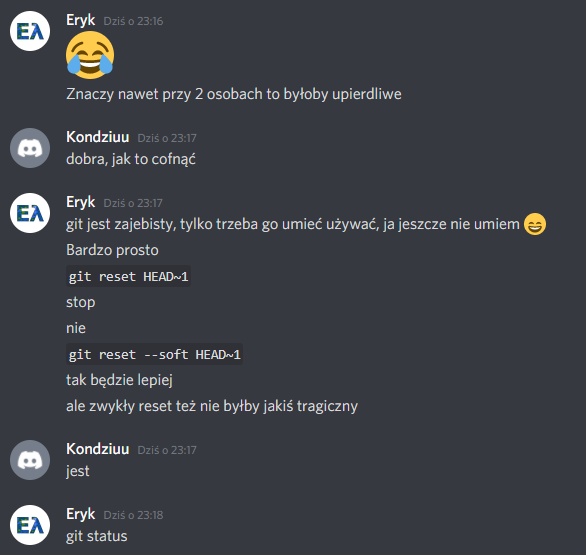 Eλ
Eryk Dziś o 23:16
Znaczy nawet przy 2 osobach to byłoby upierdliwe
Kondziuu Dziś o 23:17
dobra, jak to cofnąć
Eλ
Eryk Dziś o 23:17
git jest zajebisty, tylko trzeba go umieć używać, ja jeszcze nie umiem
Bardzo prosto
git reset HEAD~1
stop
nie
git reset --soft HEAD~1
tak będzie lepiej
ale zwykły reset też nie byłby jakiś tragiczny
Kondziuu Dziś o 23:17
jest
Eλ
Eryk Dziś o 23:18
git status